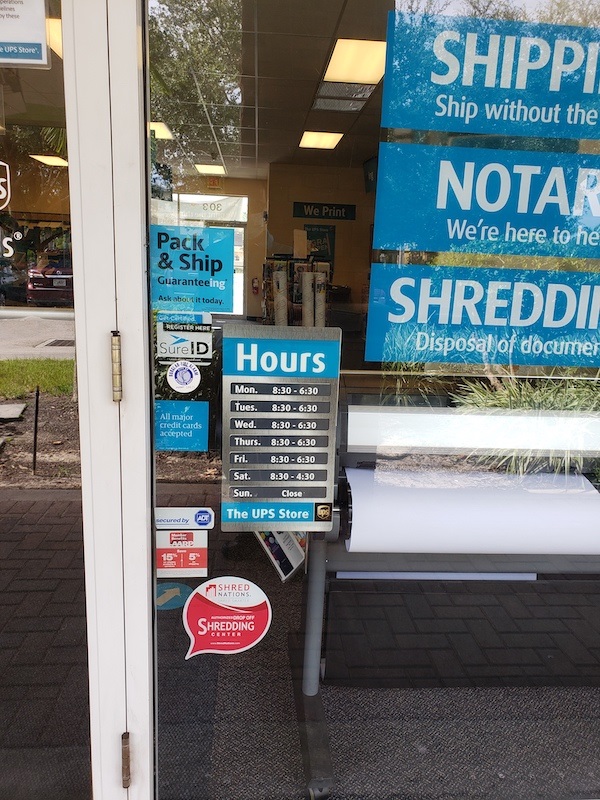 the UPS Store
SHIPPI
Ship without the
NOTAR
We're here to he
SHREDDI
Disposal of documen
303
We Print
Pack
& Ship
Guaranteeing
Ask about it today.
REGISTER HERE
SureID
All major
credit cards
accepted
Hours
Mon. 8:30 - 6:30
Tues. 8:30 - 6:30
Wed. 8:30 - 6:30
Thurs. 8:30 - 6:30
Fri. 8:30 - 6:30
Sat. 8:30 - 4:30
Sun. Close
The UPS Store
secured by ADT
AARP
15% 5%
SHRED
NATIONS
DROP OFF
SHREDDING
CENTER